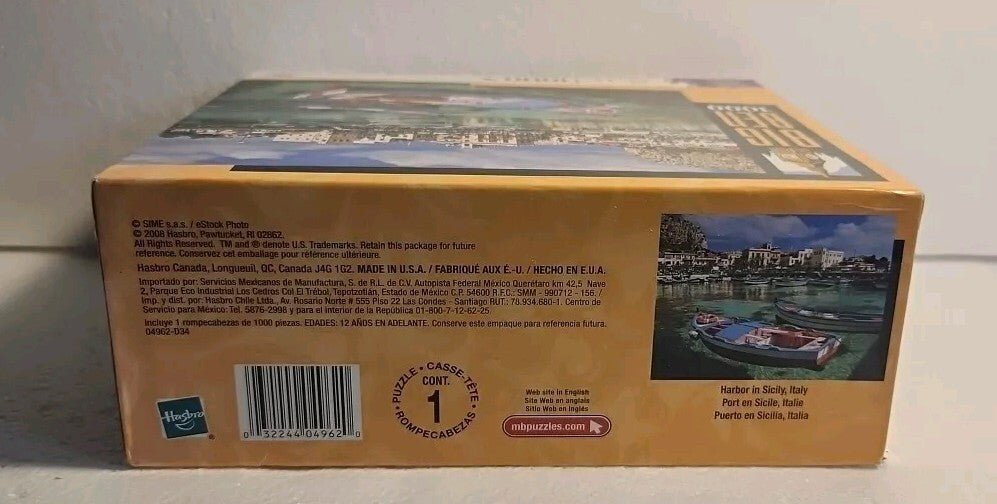 1000
BIG
BEN
© SIME s.a.s. / eStock Photo
© 2008 Hasbro, Pawtucket, RI 02862.
All Rights Reserved. TM and ® denote U.S. Trademarks. Retain this package for future
reference. Conservez cet emballage pour référence ultérieure.
Hasbro Canada, Longueuil, QC, Canada J4G 1G2. MADE IN U.S.A. / FABRIQUÉ AUX É.-U. / HECHO EN E.U.A.
Importado por: Servicios Mexicanos de Manufactura, S. de R.L. de C.V. Autopista Federal México Querétaro km 42,5 Nave
2, Parque Eco Industrial Los Cedros Col El Trébol, Tepotzotlán, Estado de México C.P. 54600 R.F.C.: SMM - 990712 - 156. /
Imp. y dist. por: Hasbro Chile Ltda., Av. Rosario Norte # 555 Piso 22 Las Condes - Santiago RUT.: 78.934.680-1. Centro de
Servicio para México Tel. 5876-2998 y para el interior de la República 01-800-7-12-62-25
Incluye 1 rompecabezas de 1000 piezas. EDADES: 12 AÑOS EN ADELANTE. Conserve este empaque para referencia futura.
04962-D34
Hasbro ®
0 32244 04962 0
PUZZLE • CASSE-TÊTE • ROMPECABEZAS •
CONT.
1
Web site in English
Site Web en anglais
Sitio Web en inglés
mbpuzzles.com
Harbor in Sicily, Italy
Port en Sicile, Italie
Puerto en Sicilia, Italia